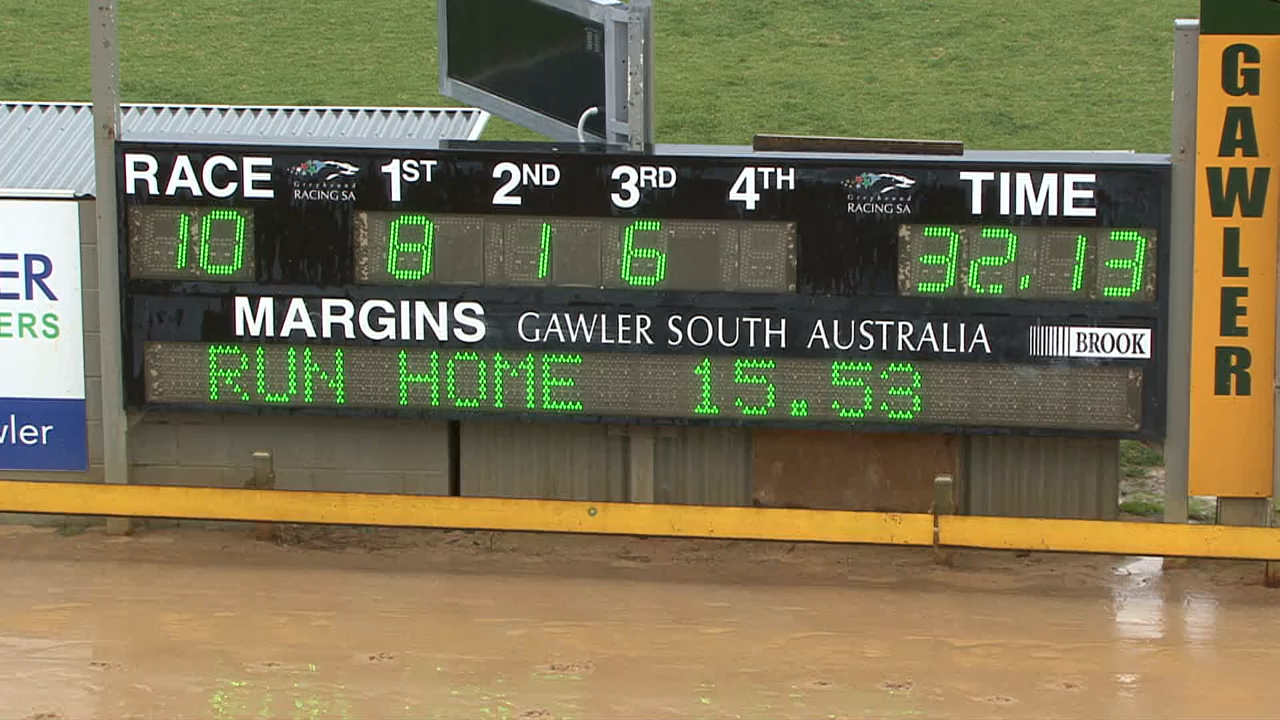 RACE 1ST 2ND 3RD 4TH TIME
Greyhound
RACING SA
Greyhound
RACING SA
10 8 1 6 32.13
MARGINS GAWLER SOUTH AUSTRALIA BROOK
RUN HOME 15.53
GAWLER
ER
ERS
wler